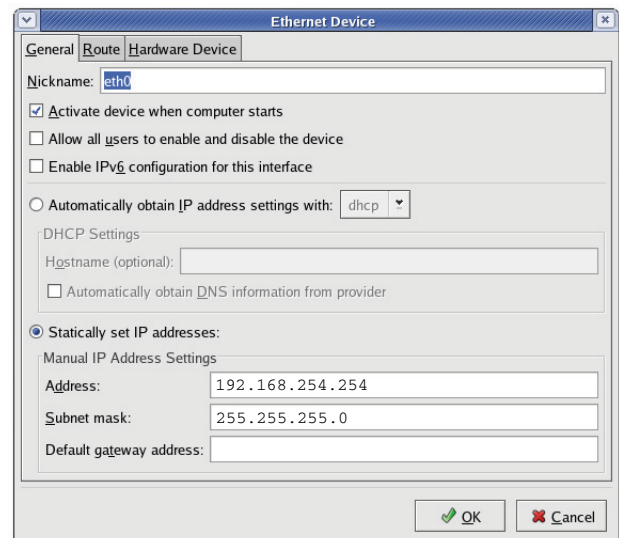 Ethernet Device
General Route Hardware Device
Nickname: eth0
Activate device when computer starts
Allow all users to enable and disable the device
Enable IPv6 configuration for this interface
Automatically obtain IP address settings with: dhcp
DHCP Settings
Hostname (optional):
Automatically obtain DNS information from provider
Statically set IP addresses:
Manual IP Address Settings
Address: 192.168.254.254
Subnet mask: 255.255.255.0
Default gateway address:
OK Cancel